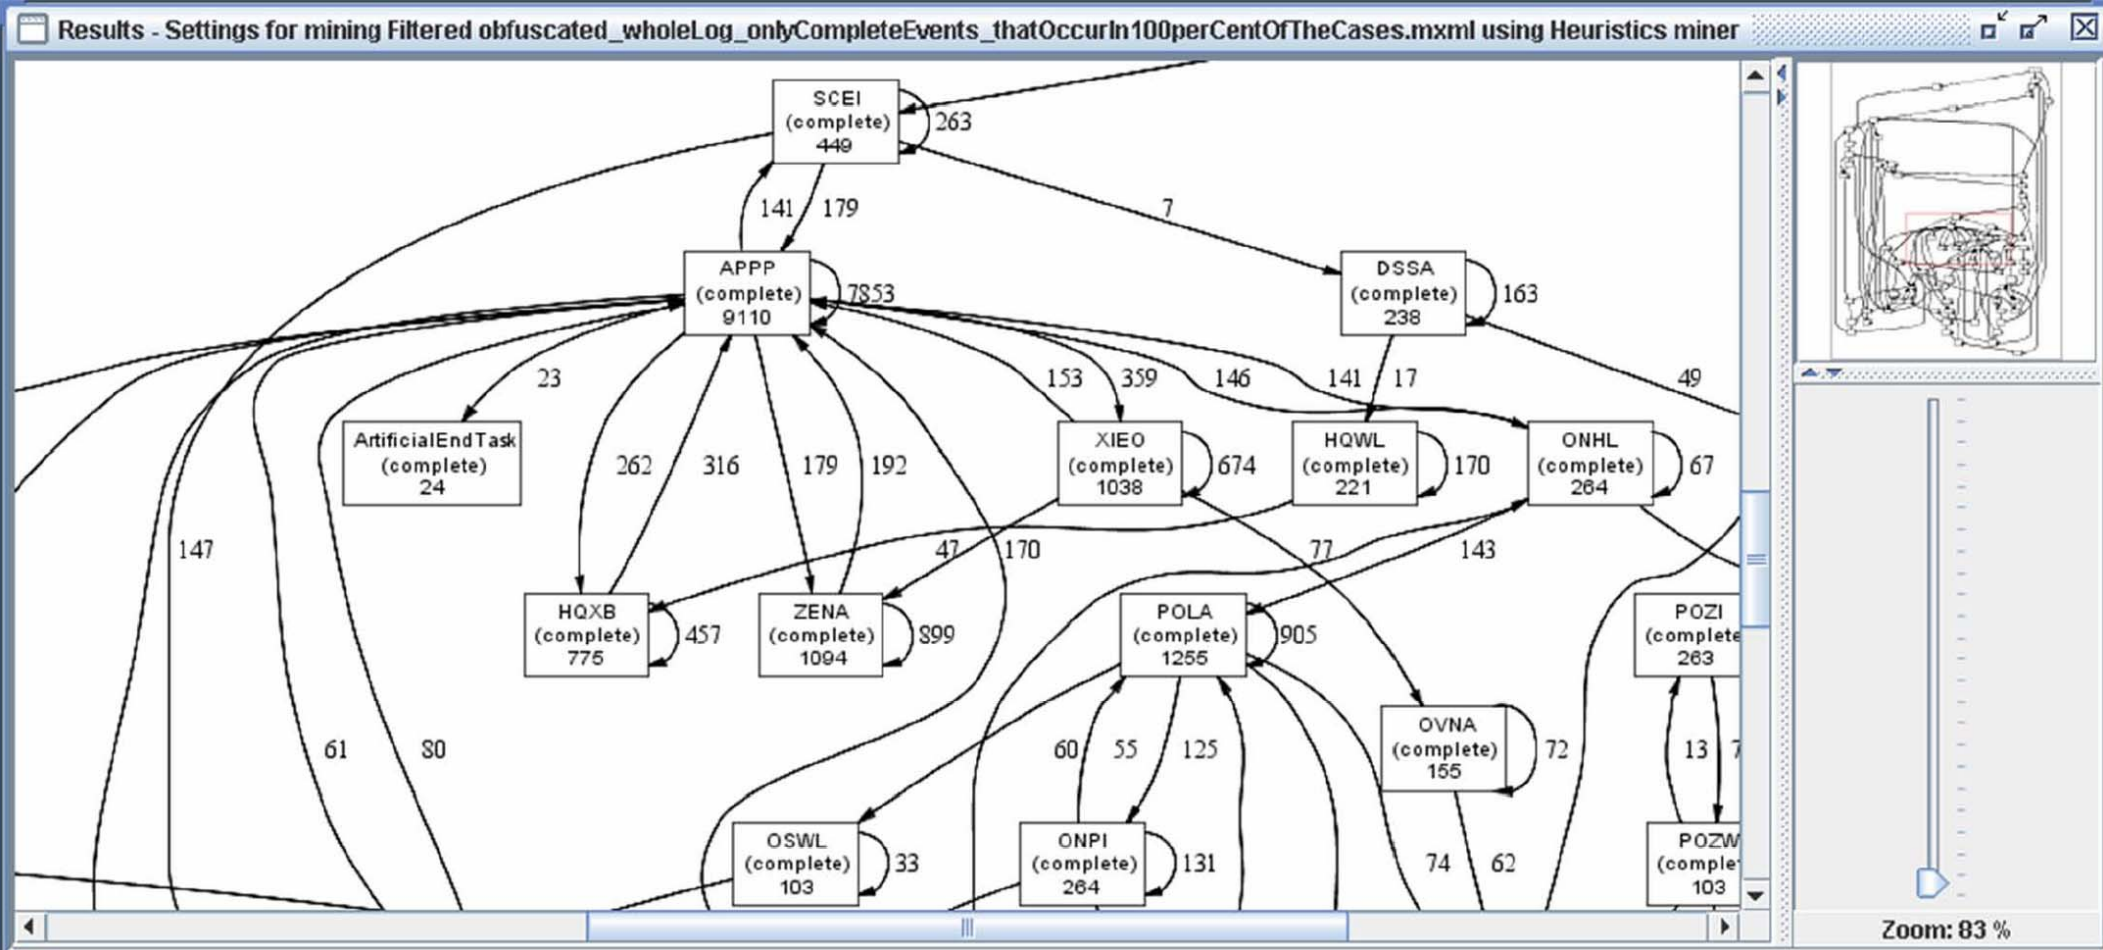 Results - Settings for mining Filtered obfuscated_wholeLog_onlyCompleteEvents_thatOccurIn100perCentOfTheCases.mxml using Heuristics miner
SCEI
(complete)
449
263
141
179
7
APPP
(complete)
9110
7853
DSSA
(complete)
238
163
23
153
359
146
141
17
49
ArtificialEndTask
(complete)
24
262
316
179
192
XIEO
(complete)
1038
674
HQWL
(complete)
221
170
ONHL
(complete)
264
67
147
47
170
77
143
HQXB
(complete)
775
457
ZENA
(complete)
1094
899
POLA
(complete)
1255
905
POZI
(complete
263
61
80
60
55
125
OVNA
(complete)
155
72
13
7
OSWL
(complete)
103
33
ONPI
(complete)
264
131
74
62
POZW
(comple
103
Zoom: 83 %